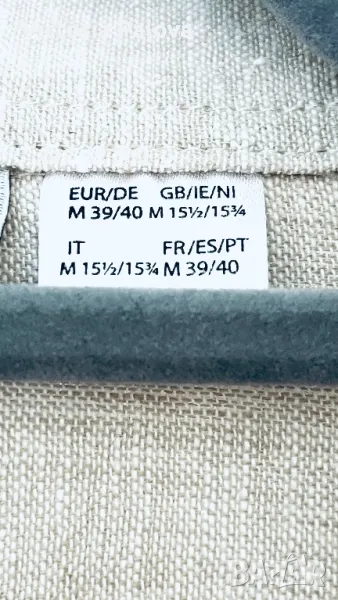 EUR/DE GB/IE/NI
M 39/40 M 15½/15¾
IT FR/ES/PT
M 15½/15¾ M 39/40
BAZAR